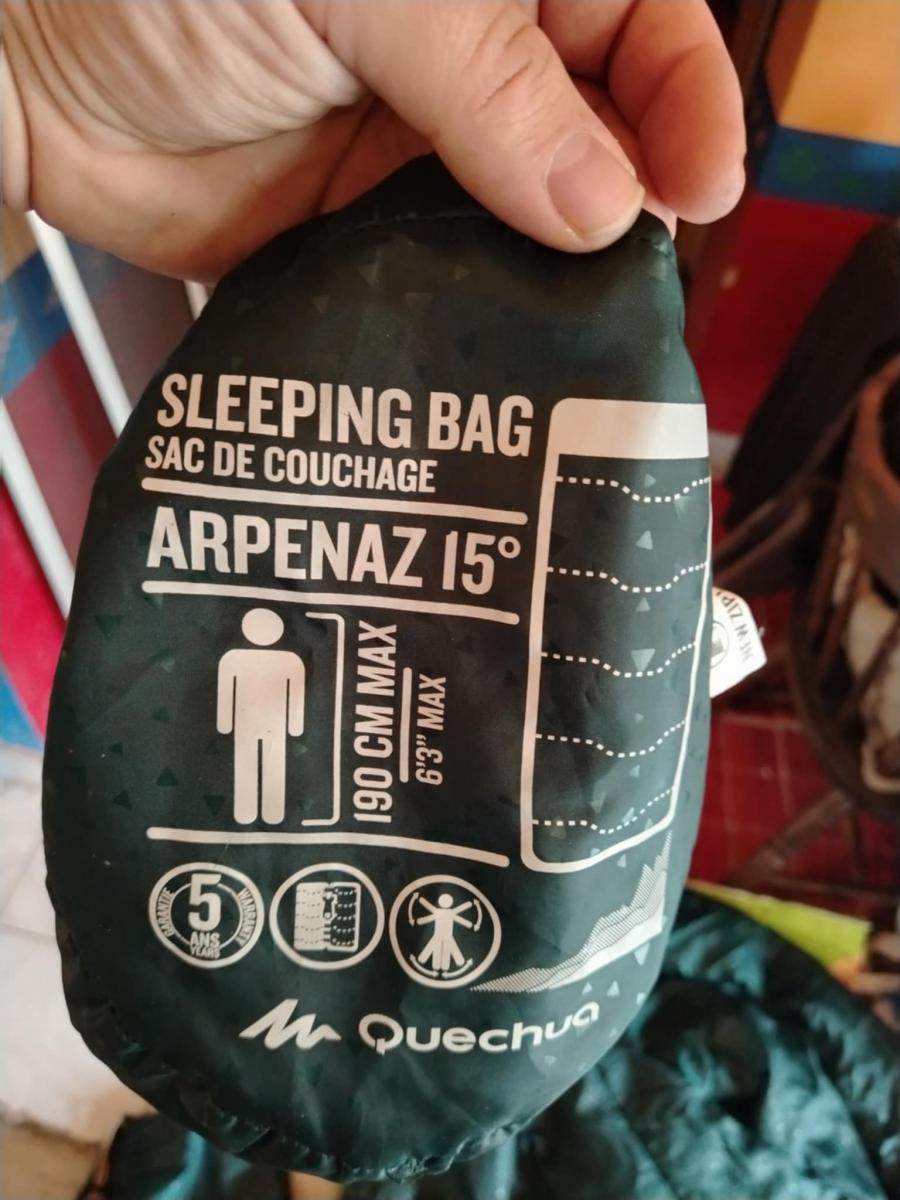 SLEEPING BAG
SAC DE COUCHAGE
ARPENAZ 15°
190 CM MAX
6'3" MAX
GARANTIE
5
ANS
YEARS
WARRANTY
Quechua